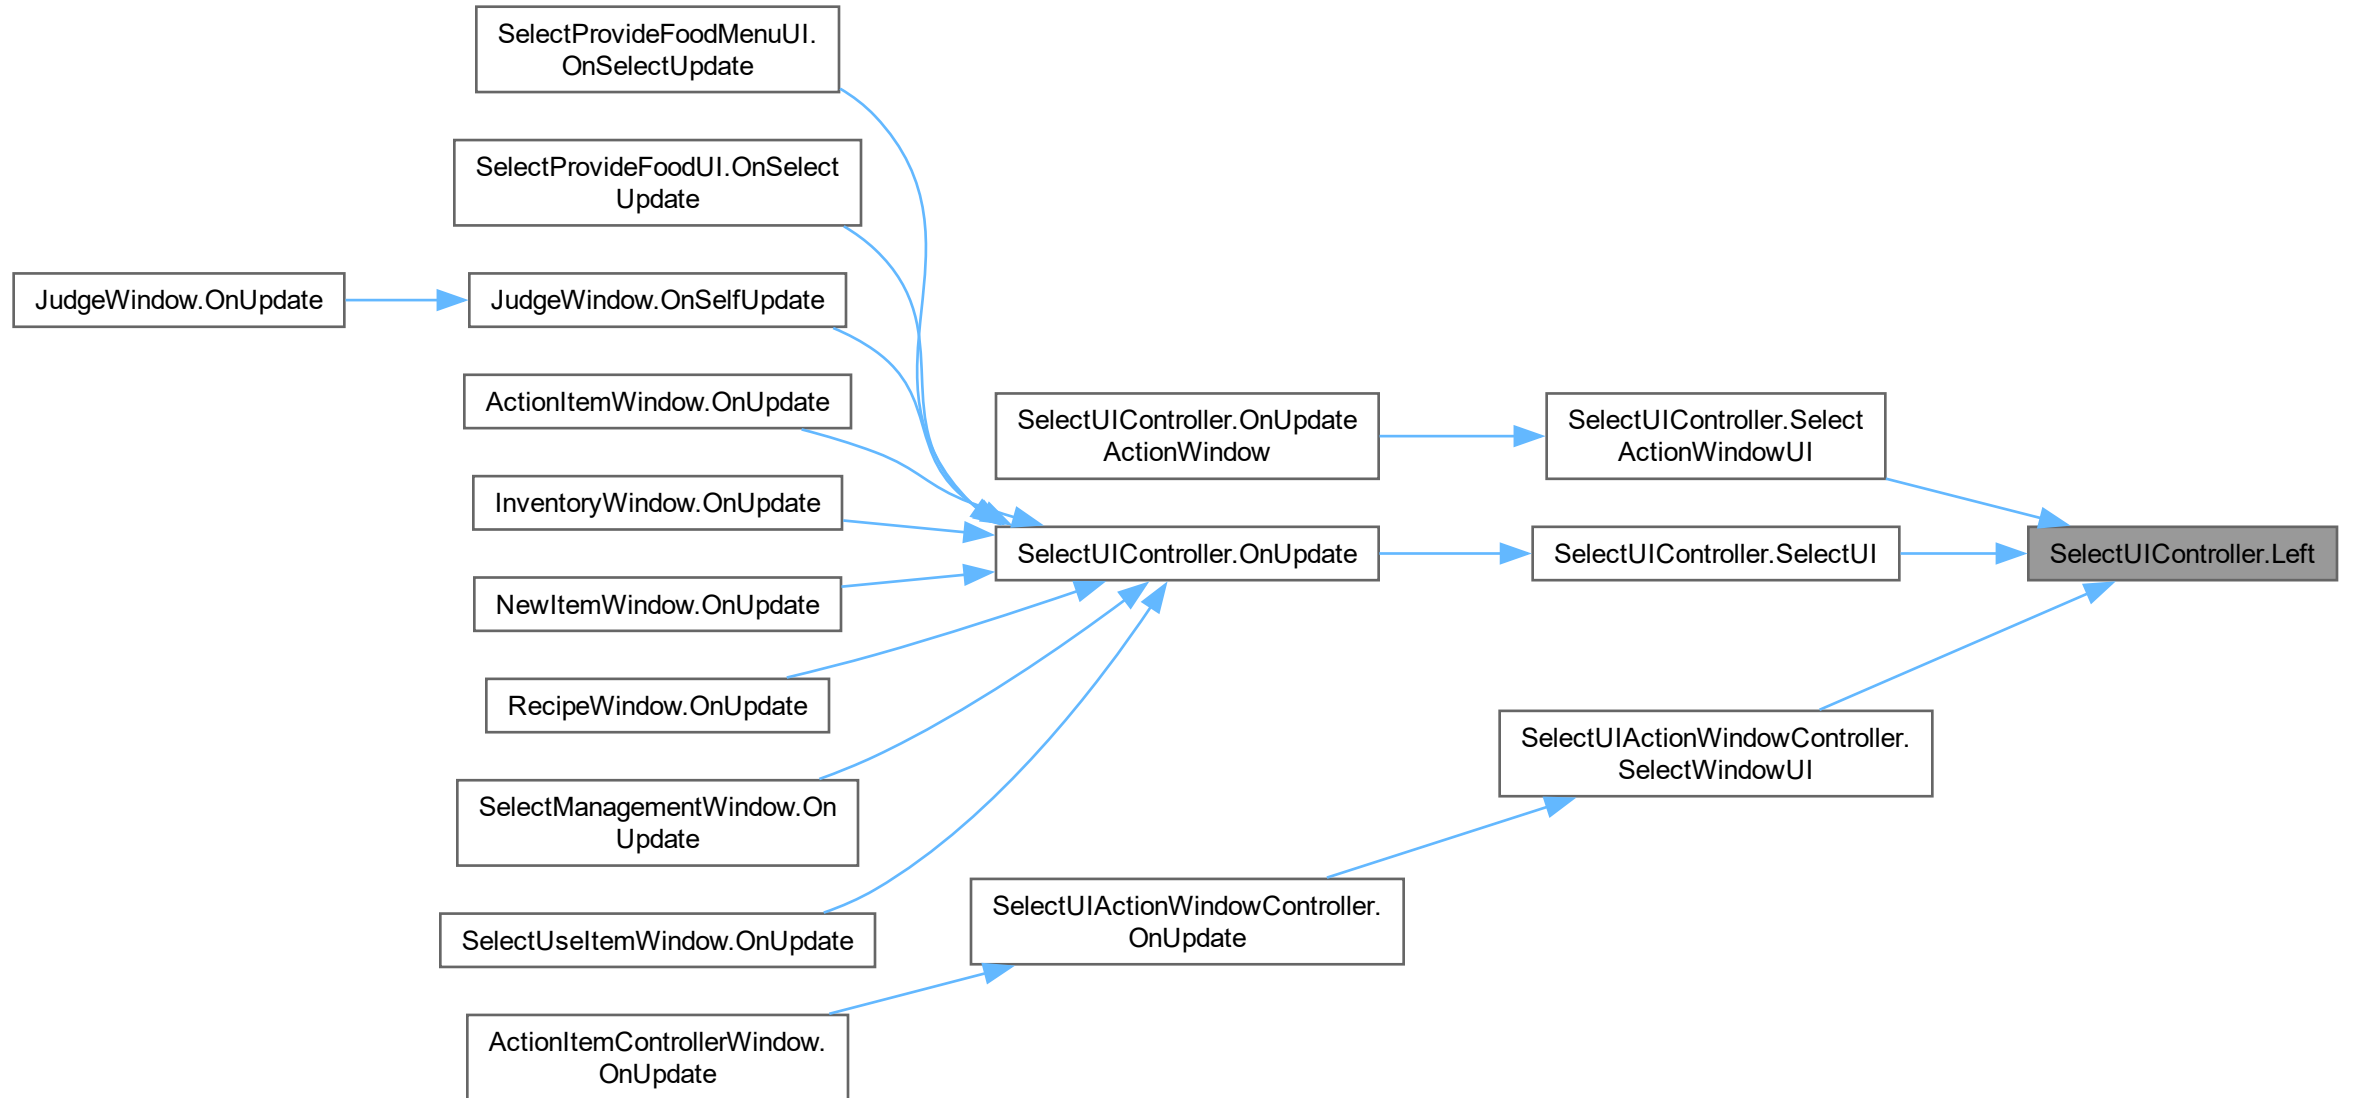 SelectProvideFoodMenuUI.
OnSelectUpdate
SelectProvideFoodUI.OnSelect
Update
JudgeWindow.OnUpdate
JudgeWindow.OnSelfUpdate
ActionItemWindow.OnUpdate
InventoryWindow.OnUpdate
NewItemWindow.OnUpdate
RecipeWindow.OnUpdate
SelectManagementWindow.On
Update
SelectUseItemWindow.OnUpdate
ActionItemControllerWindow.
OnUpdate
SelectUIController.OnUpdate
ActionWindow
SelectUIController.OnUpdate
SelectUIActionWindowController.
OnUpdate
SelectUIController.Select
ActionWindowUI
SelectUIController.SelectUI
SelectUIActionWindowController.
SelectWindowUI
SelectUIController.Left